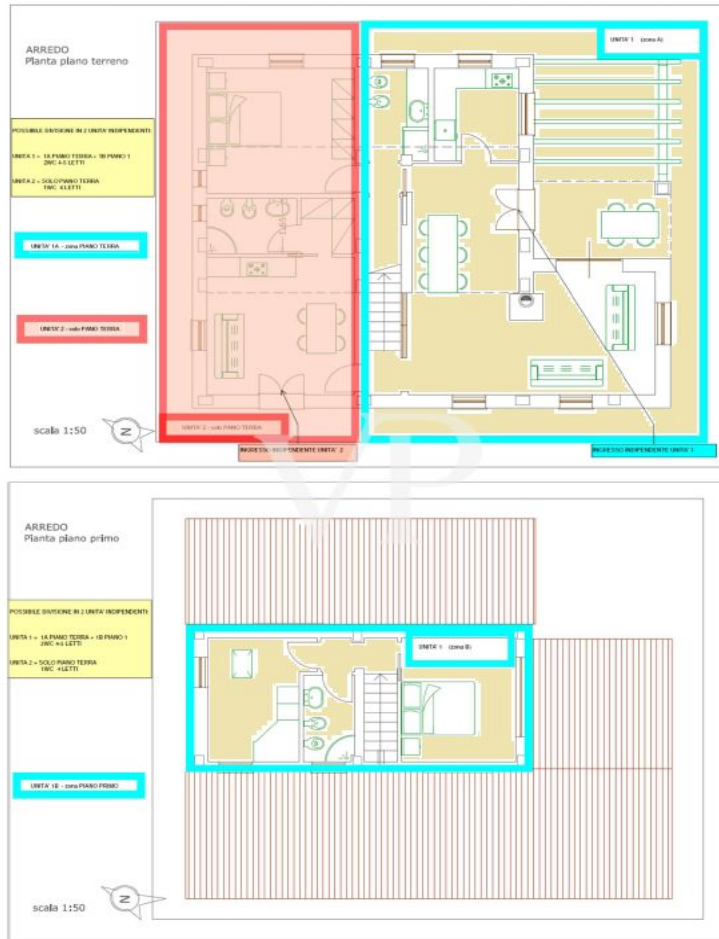 ARREDO
Planta piano terreno
UNITA' 1 (zona A)
POSSIBILE DIVISIONE IN 2 UNITA' INDIPENDENTI:
UNITA 1 = 1A PIANO TERRA + 1B PIANO 1
2WC 4-5 LETTI
UNITA 2 = SOLO PIANO TERRA
1WC 4 LETTI
UNITA' 1A - zona PIANO TERRA
UNITA' 2 - solo PIANO TERRA
scala 1:50
N
UNITA' 2 - solo PIANO TERRA
INGRESSO INDIPENDENTE UNITA' 2
INGRESSO INDIPENDENTE UNITA' 1
VP
ARREDO
Planta piano primo
POSSIBILE DIVISIONE IN 2 UNITA' INDIPENDENTI:
UNITA 1 = 1A PIANO TERRA + 1B PIANO 1
2WC 4-5 LETTI
UNITA 2 = SOLO PIANO TERRA
1WC 4 LETTI
UNITA' 1 (zona B)
UNITA' 1B - zona PIANO PRIMO
scala 1:50
N